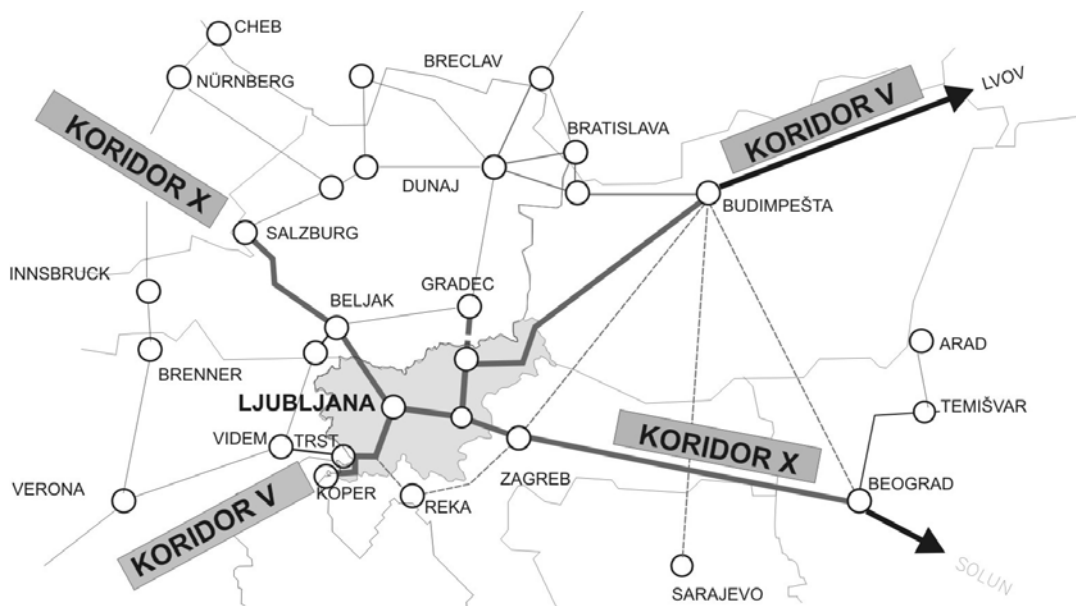 CHEB
BRECLAV
NÜRNBERG
KORIDOR V
LVOV
KORIDOR X
BRATISLAVA
DUNAJ
BUDIMPEŠTA
SALZBURG
INNSBRUCK
GRADEC
BELJAK
ARAD
BRENNER
LJUBLJANA
TEMIŠVAR
VIDEM
TRST
KORIDOR X
ZAGREB
BEOGRAD
VERONA
KOPER
REKA
KORIDOR V
SOLUN
SARAJEVO